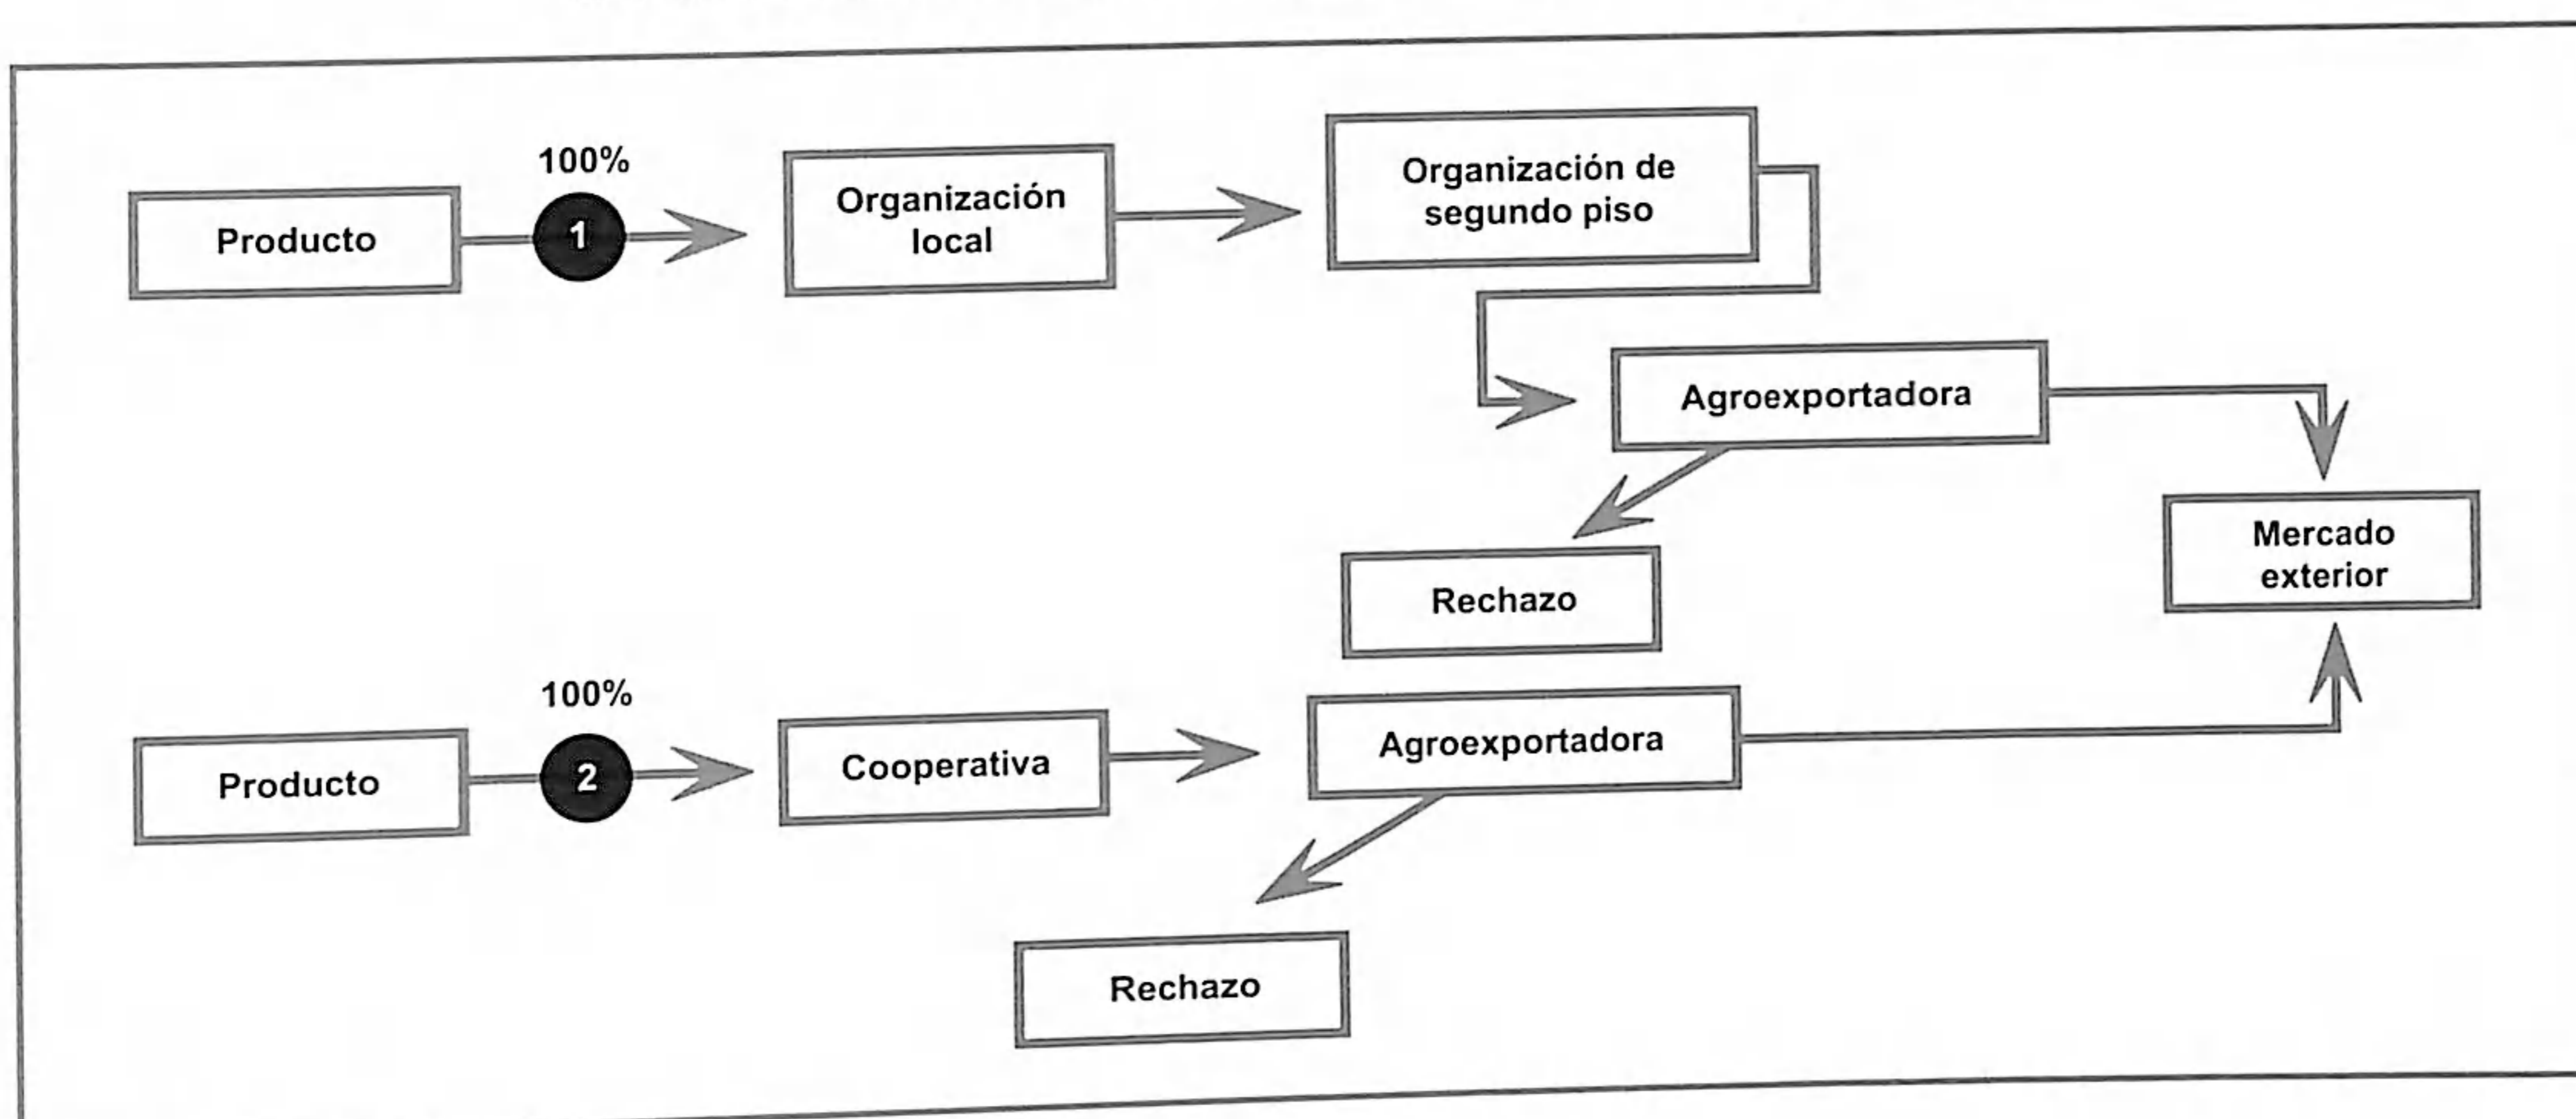 100%
Producto
1
Organización
local
Organización de
segundo piso
Agroexportadora
Rechazo
Mercado
exterior
100%
Producto
2
Cooperativa
Agroexportadora
Rechazo